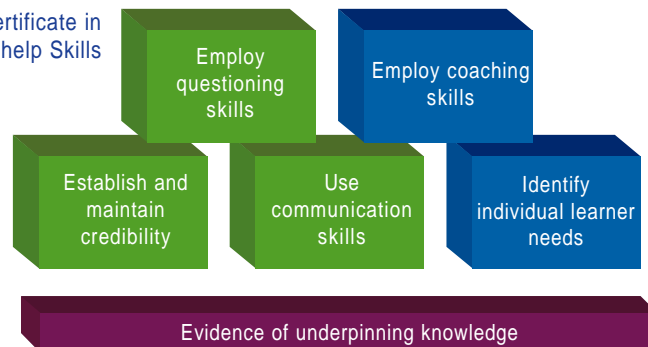 ertificate in
help Skills
Employ
questioning
skills
Employ coaching
skills
Establish and
maintain
credibility
Use
communication
skills
Identify
individual learner
needs
Evidence of underpinning knowledge